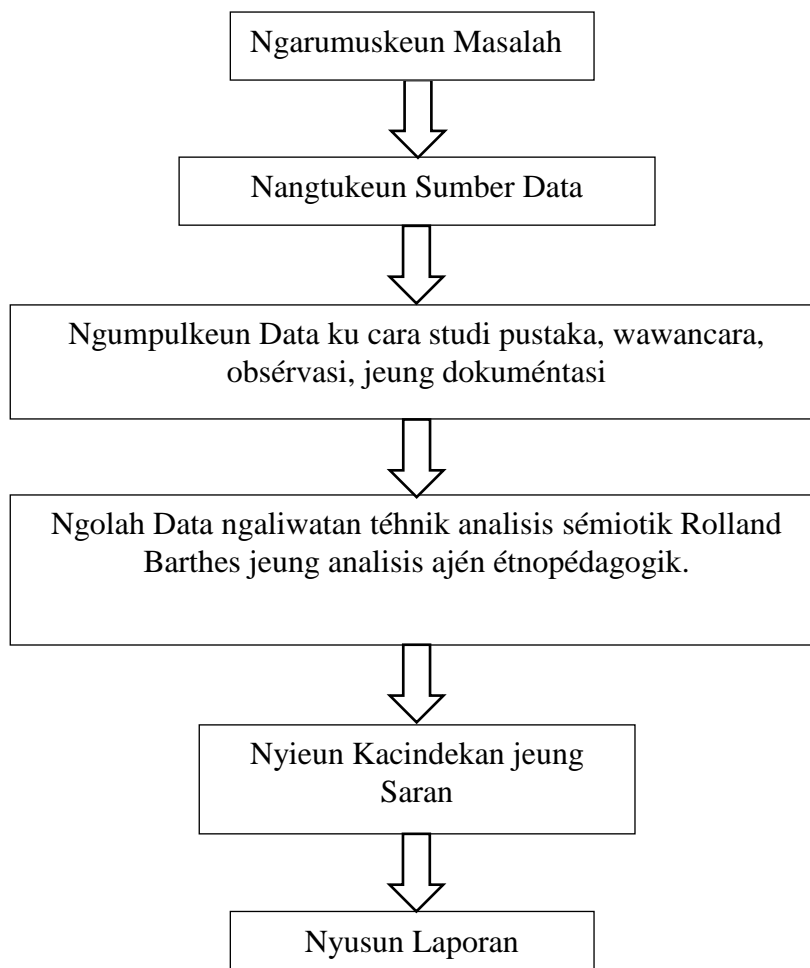 Ngarumuskeun Masalah
Nangtukeun Sumber Data
Ngumpulkeun Data ku cara studi pustaka, wawancara,
obsérvasi, jeung dokuméntasi
Ngolah Data ngaliwatan téhnik analisis sémiotik Rolland
Barthes jeung analisis ajén étnopédagogik.
Nyieun Kacindekan jeung
Saran
Nyusun Laporan